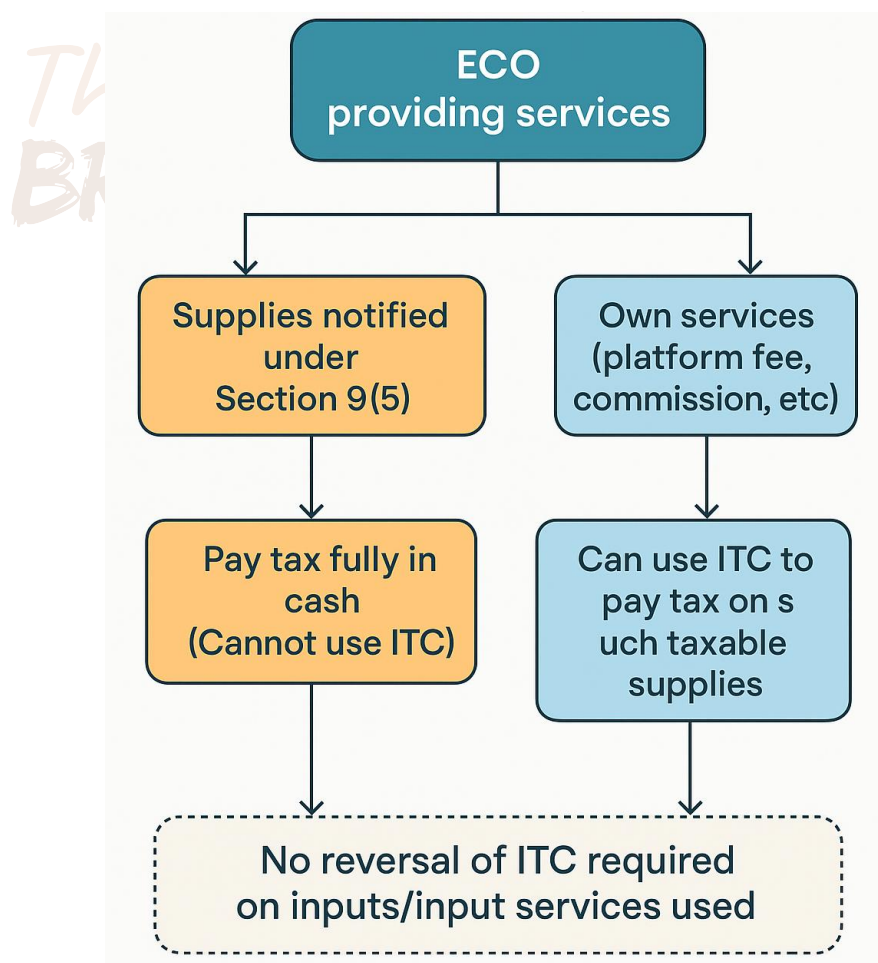 ECO
providing services
Supplies notified
under
Section 9(5)
Own services
(platform fee,
commission, etc)
Pay tax fully in
cash
(Cannot use ITC)
Can use ITC to
pay tax on s
uch taxable
supplies
No reversal of ITC required
on inputs/input services used